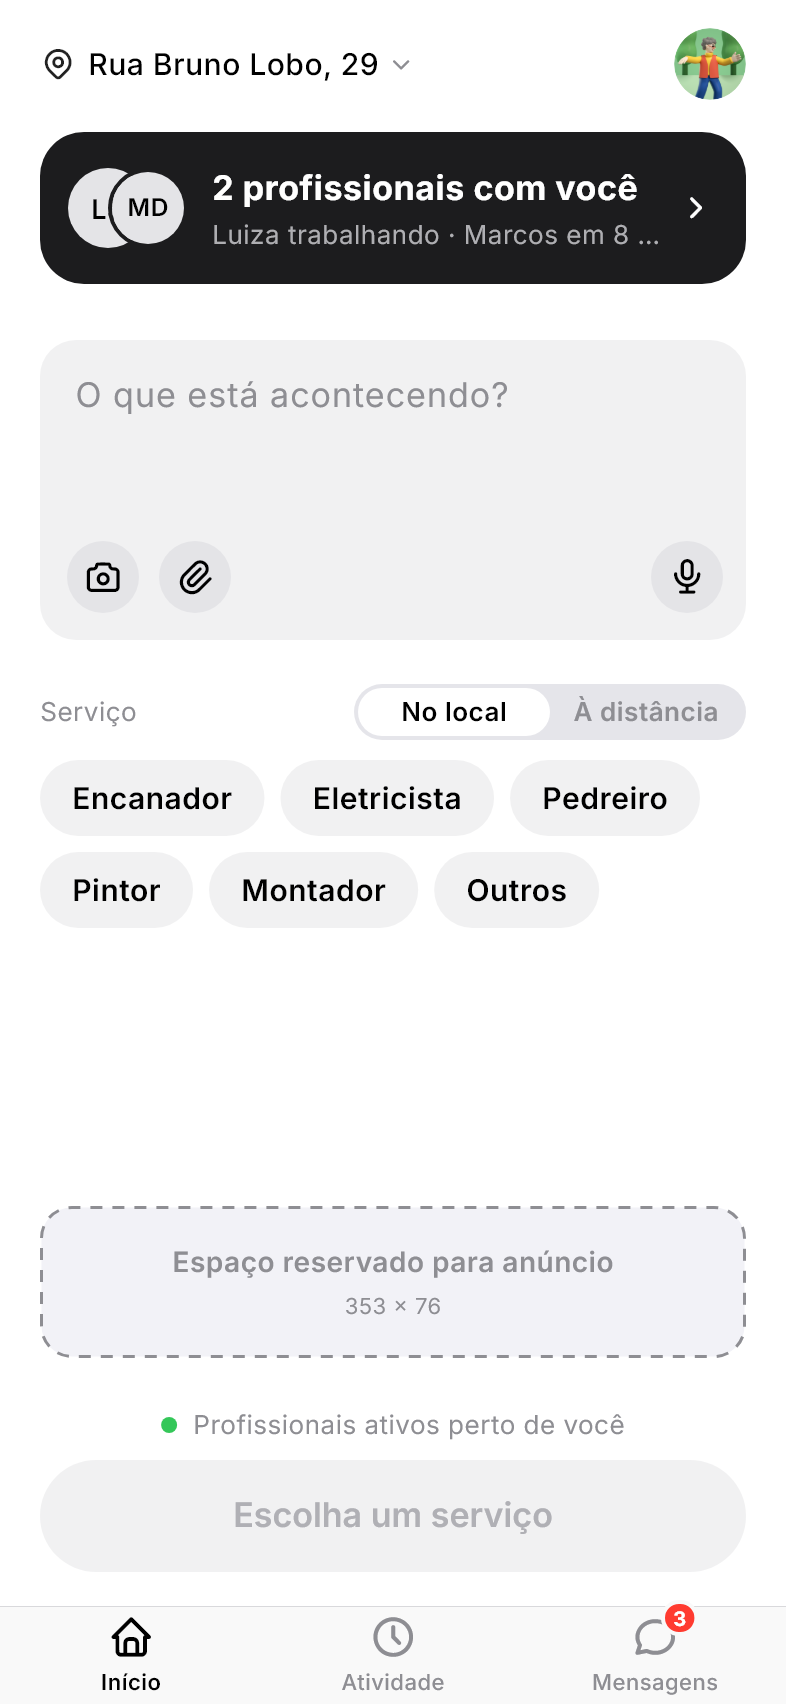 Rua Bruno Lobo, 29
L
MD
2 profissionais com você
Luiza trabalhando · Marcos em 8 ...
O que está acontecendo?
Serviço
No local
À distância
Encanador
Eletricista
Pedreiro
Pintor
Montador
Outros
Espaço reservado para anúncio
353 × 76
Profissionais ativos perto de você
Escolha um serviço
3
Início
Atividade
Mensagens